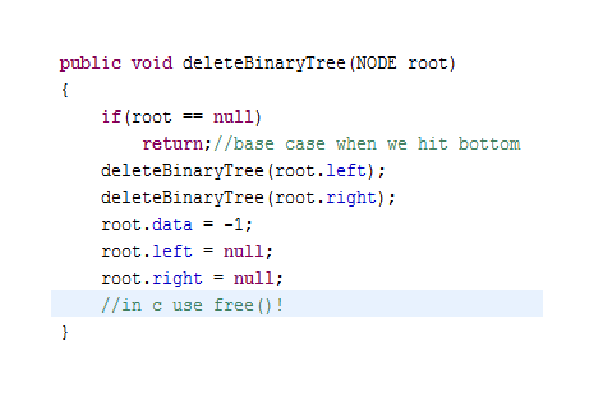 public void deleteBinaryTree(NODE root)
{
    if(root == null)
        return;//base case when we hit bottom
    deleteBinaryTree(root.left);
    deleteBinaryTree(root.right);
    root.data = -1;
    root.left = null;
    root.right = null;
    //in c use free()!
}